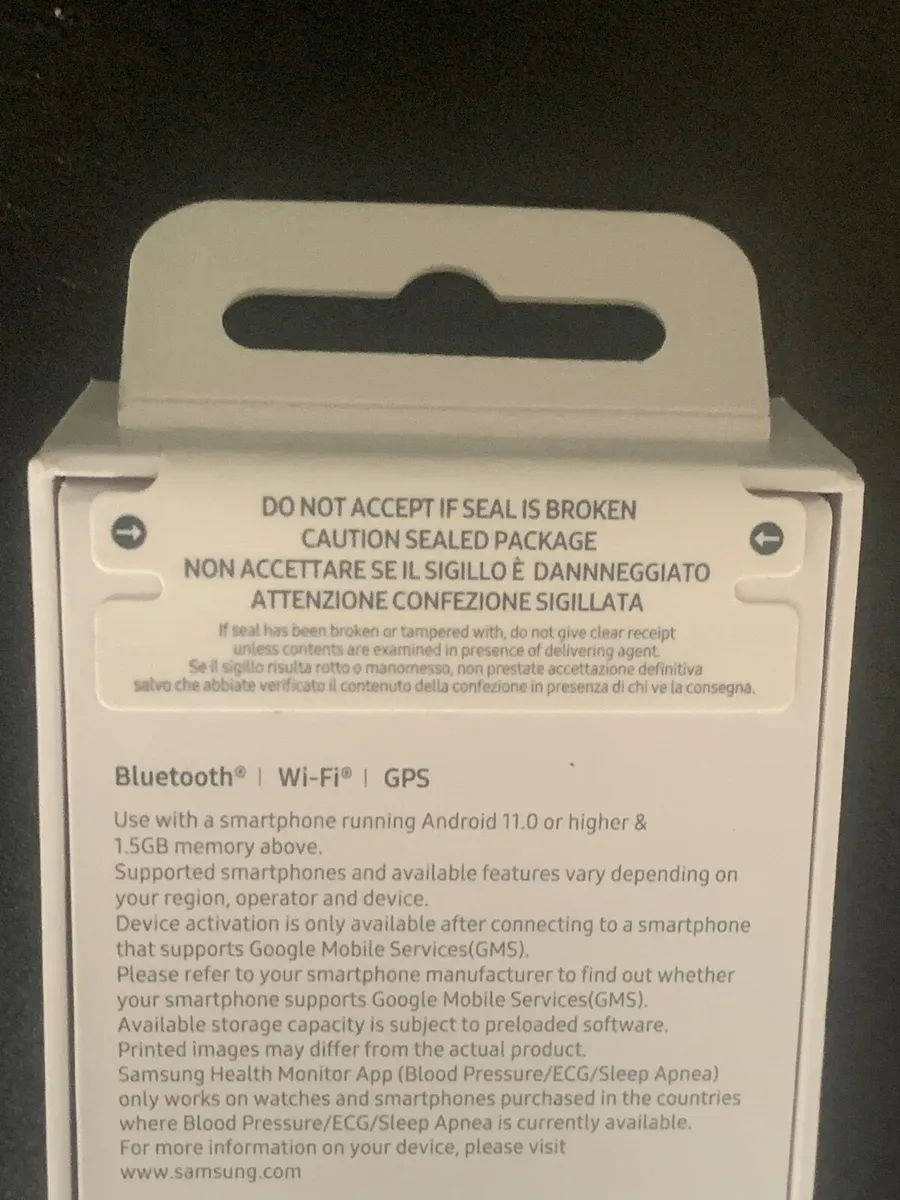 DO NOT ACCEPT IF SEAL IS BROKEN
CAUTION SEALED PACKAGE
NON ACCETTARE SE IL SIGILLO È DANNNEGGIATO
ATTENZIONE CONFEZIONE SIGILLATA
If seal has been broken or tampered with, do not give clear receipt
unless contents are examined in presence of delivering agent.
Se il sigillo risulta rotto o manomesso, non prestate accettazione definitiva
salvo che abbiate verificato il contenuto della confezione in presenza di chi ve la consegna.
Bluetooth® | Wi-Fi® | GPS
Use with a smartphone running Android 11.0 or higher &
1.5GB memory above.
Supported smartphones and available features vary depending on
your region, operator and device.
Device activation is only available after connecting to a smartphone
that supports Google Mobile Services(GMS).
Please refer to your smartphone manufacturer to find out whether
your smartphone supports Google Mobile Services(GMS).
Available storage capacity is subject to preloaded software.
Printed images may differ from the actual product.
Samsung Health Monitor App (Blood Pressure/ECG/Sleep Apnea)
only works on watches and smartphones purchased in the countries
where Blood Pressure/ECG/Sleep Apnea is currently available.
For more information on your device, please visit
www.samsung.com